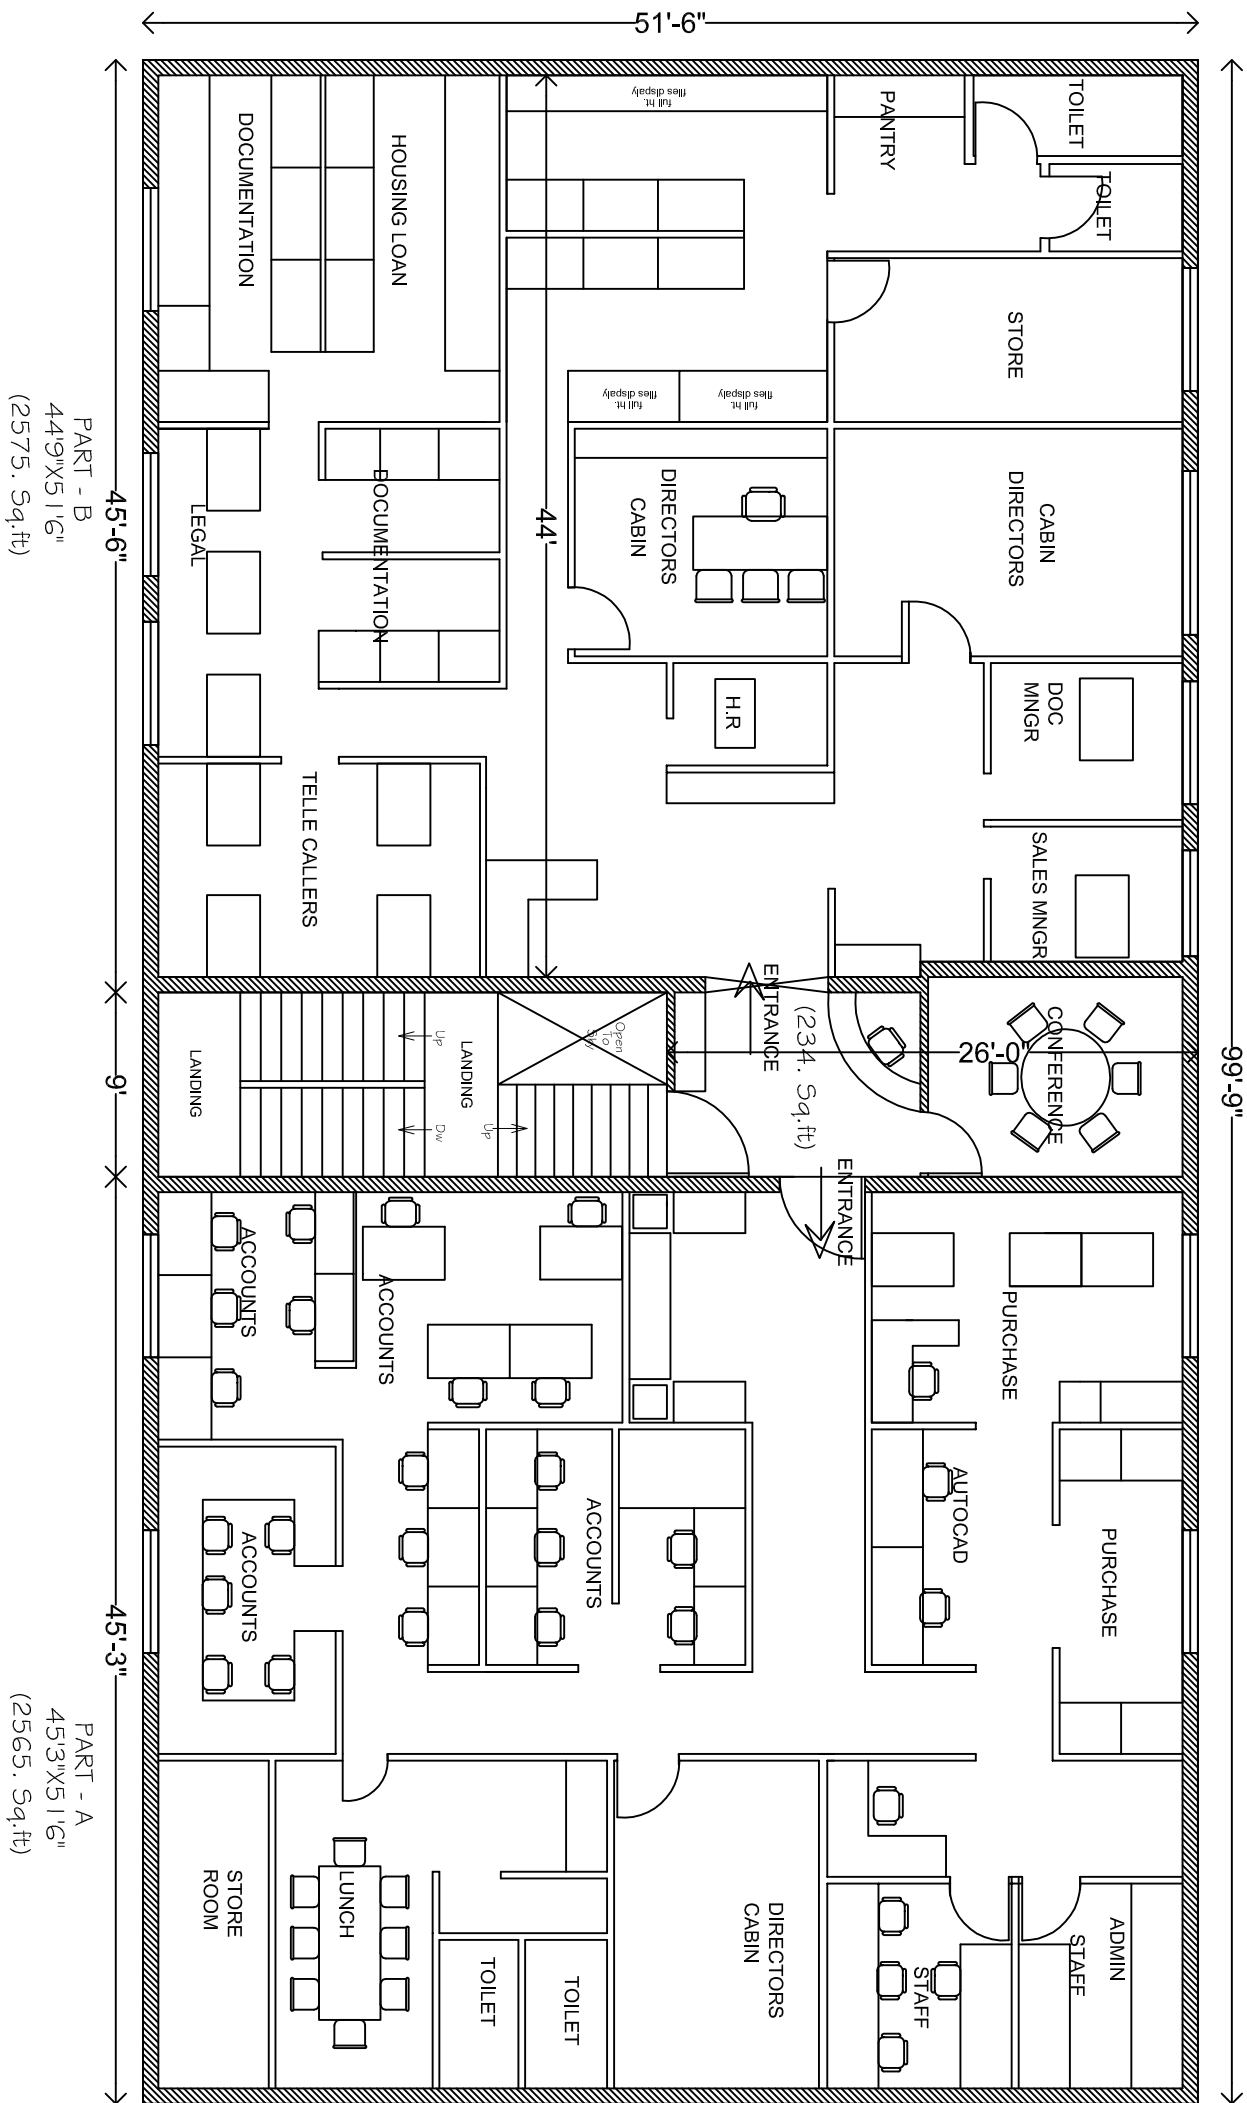 51'-6"
99'-9"
45'-6"
9'
45'-3"
44'
26'-0"
PART - B
44'9"X51'6"
(2575. Sq.ft)
PART - A
45'3"X51'6"
(2565. Sq.ft)
full ht.
files dispaly
PANTRY
TOILET
TOILET
DOCUMENTATION
HOUSING LOAN
STORE
full ht.
files dispaly
full ht.
files dispaly
LEGAL
DOCUMENTATION
DIRECTORS
CABIN
CABIN
DIRECTORS
H.R
DOC
MNGR
TELLE CALLERS
SALES MNGR
ENTRANCE
(234. Sq.ft)
CONFERENCE
LANDING
Up
LANDING
Open
To
Sky
Dw
Up
ENTRANCE
ACCOUNTS
ACCOUNTS
PURCHASE
ACCOUNTS
ACCOUNTS
AUTOCAD
PURCHASE
STORE
ROOM
LUNCH
TOILET
TOILET
DIRECTORS
CABIN
STAFF
ADMIN
STAFF